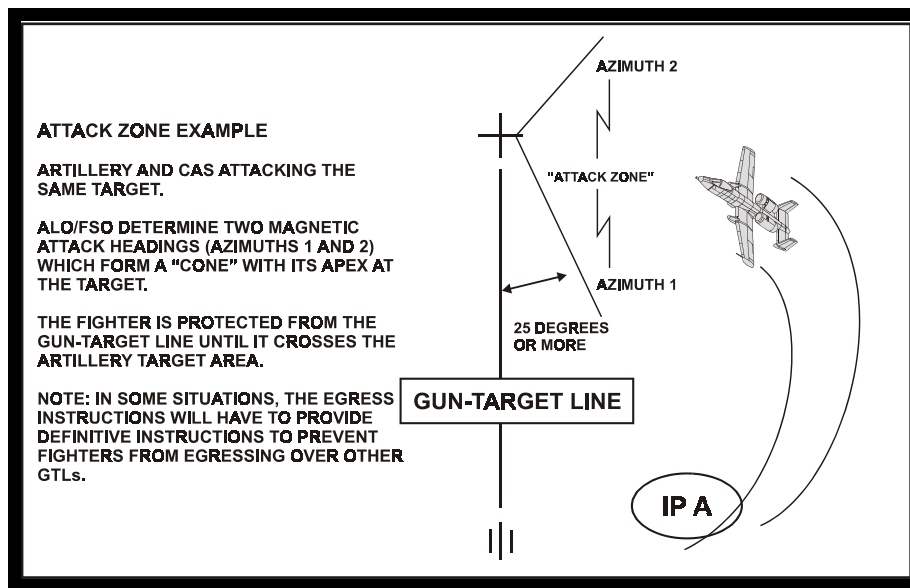 ATTACK ZONE EXAMPLE
ARTILLERY AND CAS ATTACKING THE
SAME TARGET.
ALO/FSO DETERMINE TWO MAGNETIC
ATTACK HEADINGS (AZIMUTHS 1 AND 2)
WHICH FORM A “CONE” WITH ITS APEX AT
THE TARGET.
THE FIGHTER IS PROTECTED FROM THE
GUN-TARGET LINE UNTIL IT CROSSES THE
ARTILLERY TARGET AREA.
NOTE: IN SOME SITUATIONS, THE EGRESS
INSTRUCTIONS WILL HAVE TO PROVIDE
DEFINITIVE INSTRUCTIONS TO PREVENT
FIGHTERS FROM EGRESSING OVER OTHER
GTLs.
AZIMUTH 2
"ATTACK ZONE"
AZIMUTH 1
25 DEGREES
OR MORE
GUN-TARGET LINE
IP A